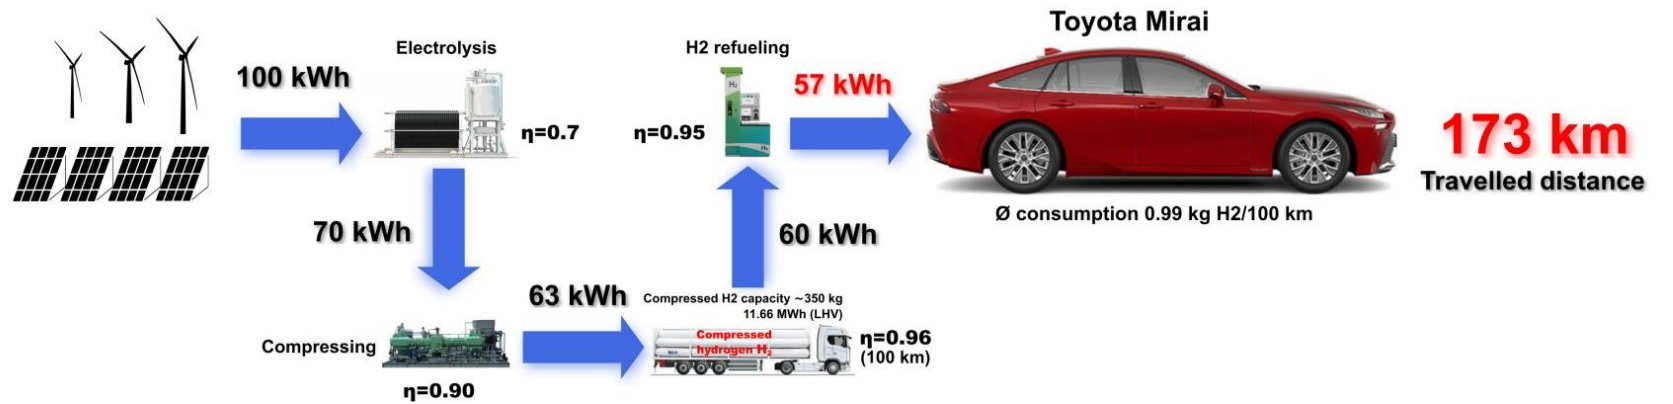 100 kWh
Electrolysis
η=0.7
70 kWh
Compressing
η=0.90
63 kWh
Compressed H2 capacity ~350 kg
11.66 MWh (LHV)
Compressed
hydrogen H₂
η=0.96
(100 km)
60 kWh
H2 refueling
H₂
η=0.95
57 kWh
Toyota Mirai
Ø consumption 0.99 kg H2/100 km
173 km
Travelled distance